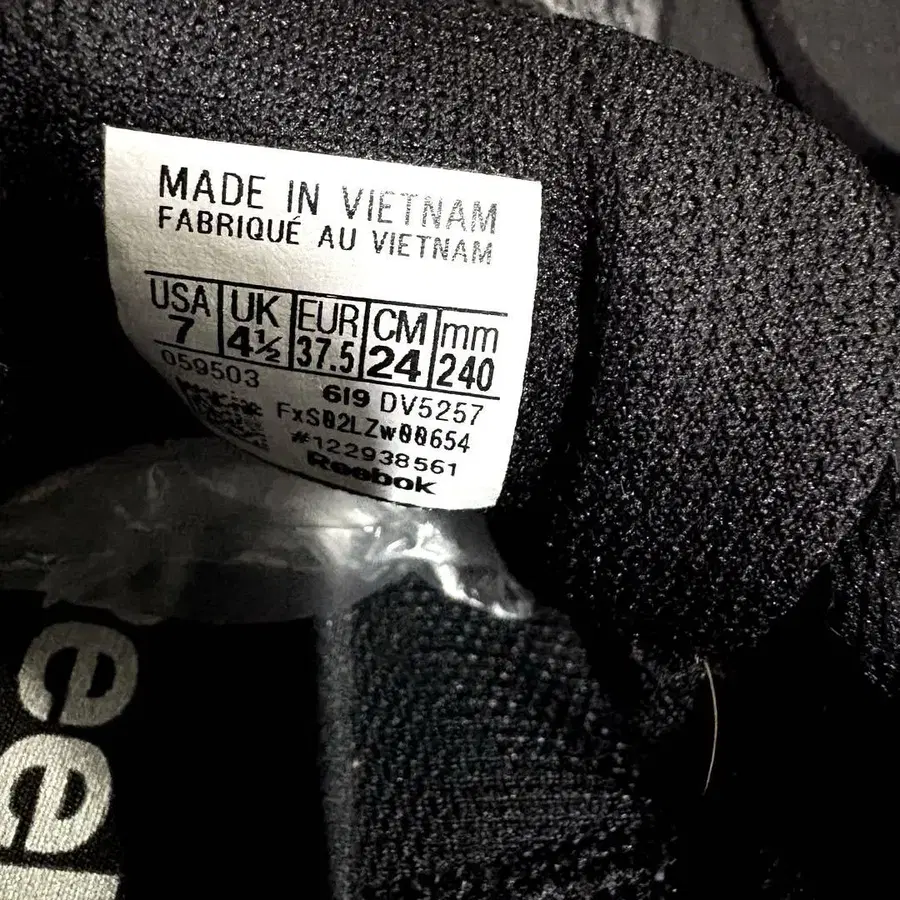 MADE IN VIETNAM
FABRIQUÉ AU VIETNAM
USA UK EUR CM mm
7 4½ 37.5 24 240
059503 619 DV5257
FxS02LZw00654
#122938561
Reebok
ee